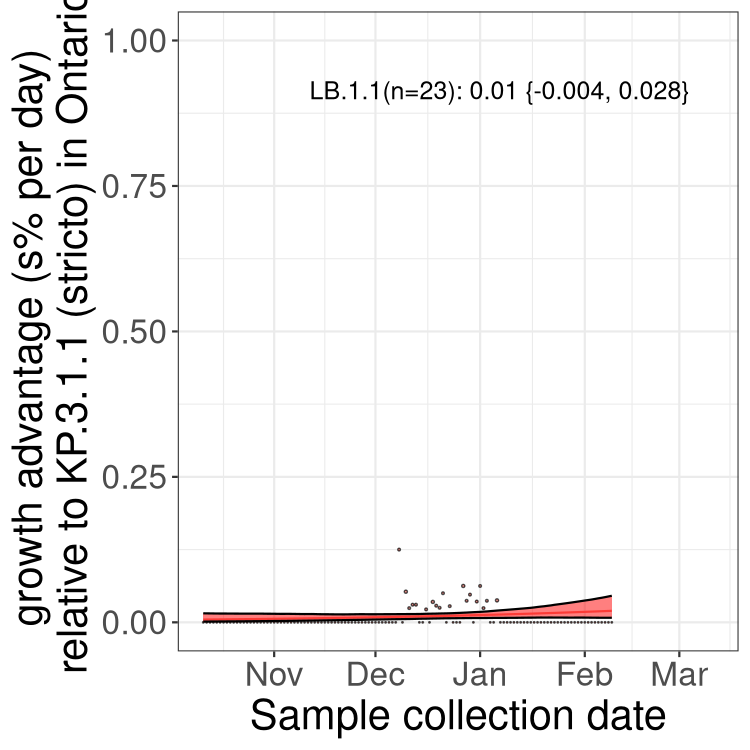 growth advantage (s% per day)
relative to KP.3.1.1 (stricto) in Ontario
1.00
0.75
0.50
0.25
0.00
LB.1.1(n=23): 0.01 {-0.004, 0.028}
Nov Dec Jan Feb Mar
Sample collection date